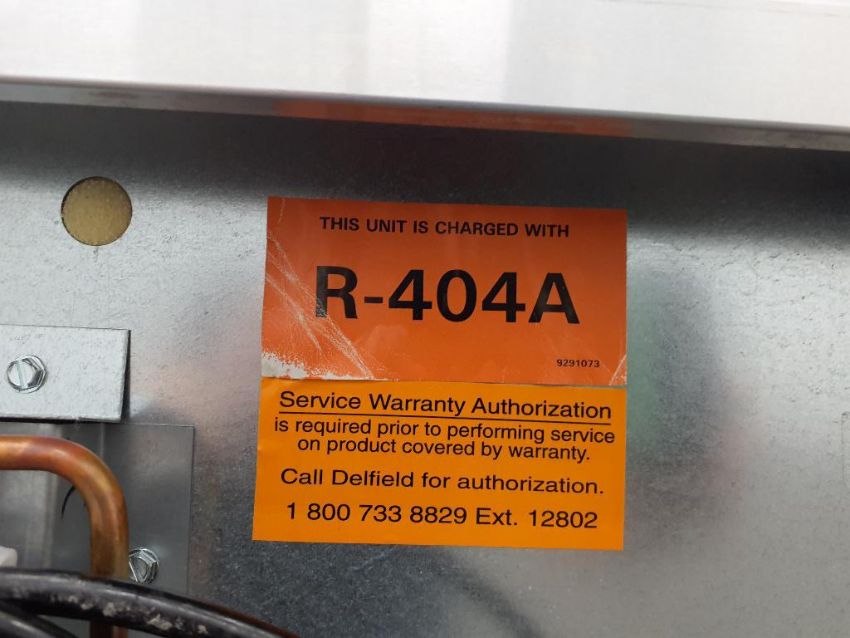 THIS UNIT IS CHARGED WITH
R-404A
9291073
Service Warranty Authorization
is required prior to performing service
on product covered by warranty.
Call Delfield for authorization.
1 800 733 8829 Ext. 12802